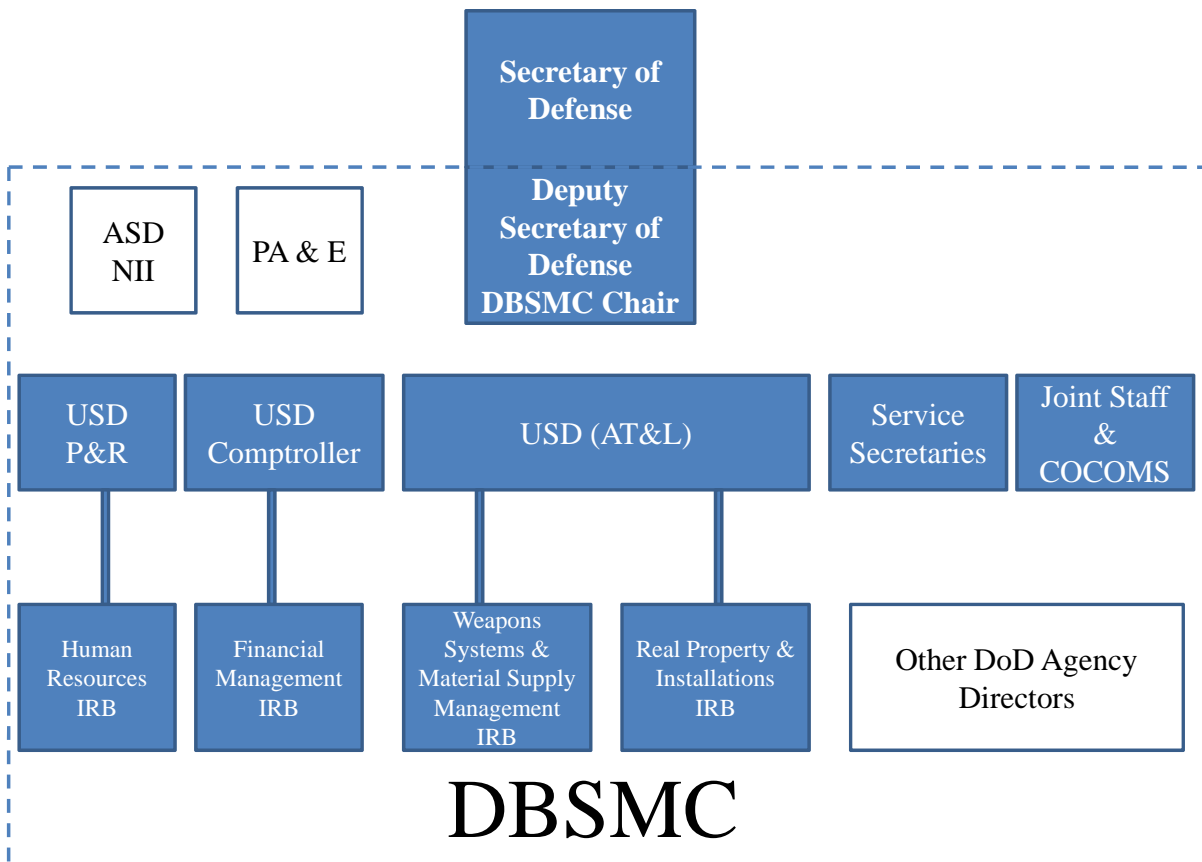 Secretary of
Defense
Deputy
Secretary of
Defense
DBSMC Chair
ASD
NII
PA & E
USD
P&R
USD
Comptroller
USD (AT&L)
Service
Secretaries
Joint Staff
&
COCOMS
Human
Resources
IRB
Financial
Management
IRB
Weapons
Systems &
Material Supply
Management
IRB
Real Property &
Installations
IRB
Other DoD Agency
Directors
DBSMC